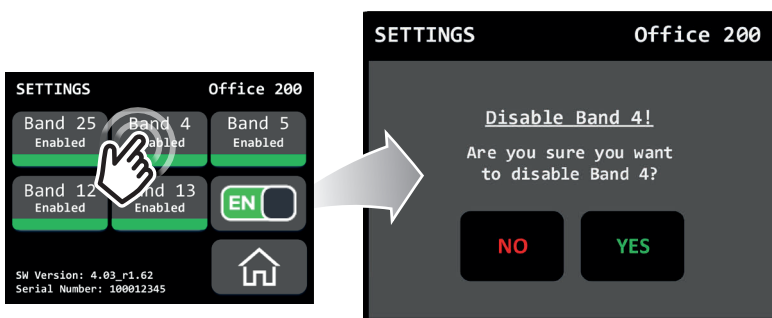 SETTINGS Office 200
Band 25 Band 4 Band 5
Enabled Enabled
Band 12 13
Enabled Enabled EN
SW Version: 4.03_r1.62
Serial Number: 100012345
SETTINGS Office 200
Disable Band 4!
Are you sure you want
to disable Band 4?
NO YES